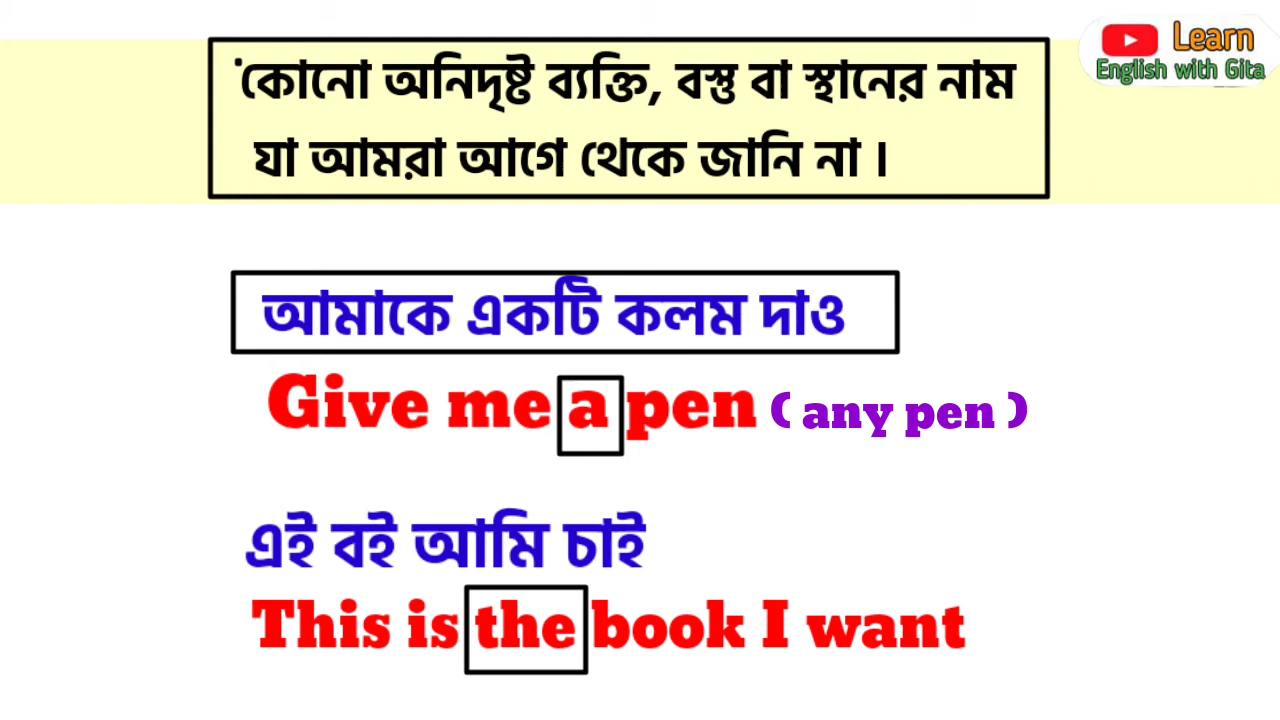 Learn
English with Gita
কোনো অনিদৃষ্ট ব্যক্তি, বস্তু বা স্থানের নাম
যা আমরা আগে থেকে জানি না ।
আমাকে একটি কলম দাও
Give me a pen ( any pen )
এই বই আমি চাই
This is the book I want